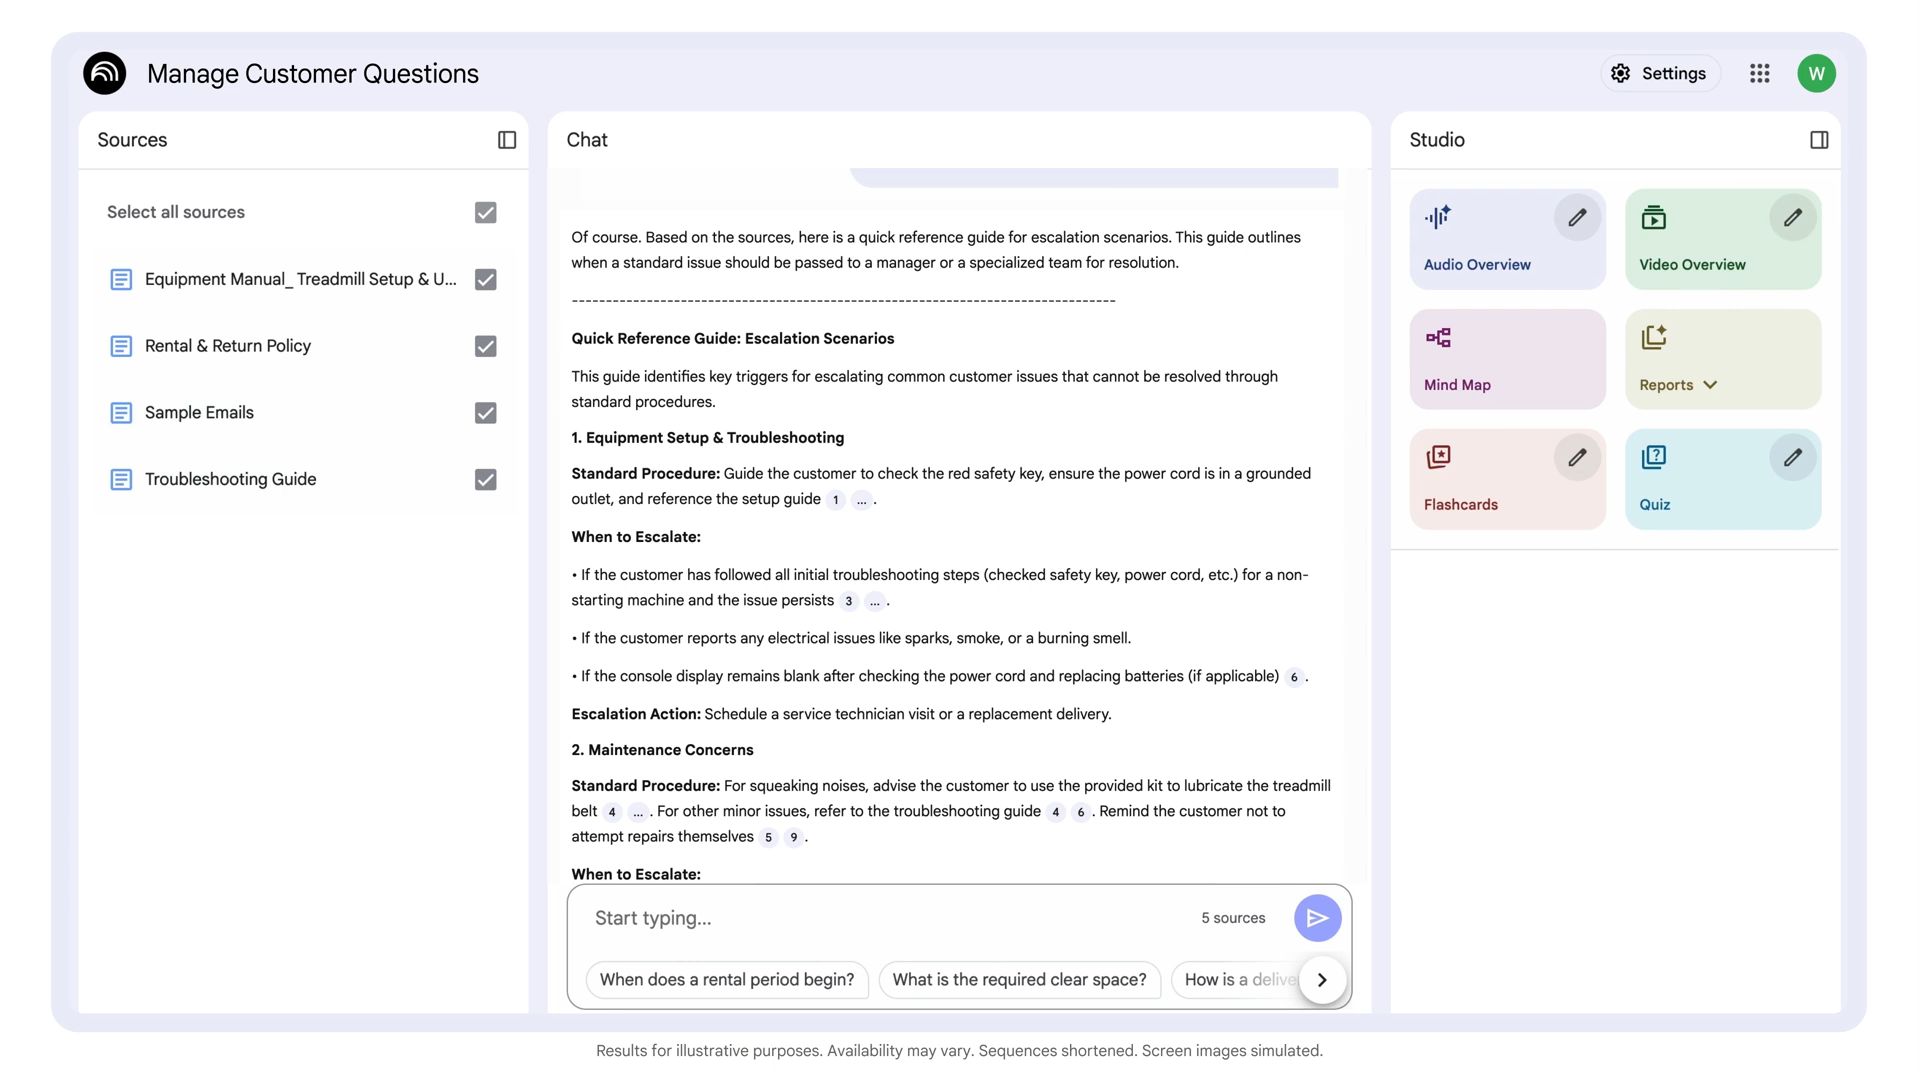 Manage Customer Questions
Settings
W
Sources
Select all sources
Equipment Manual_ Treadmill Setup & U...
Rental & Return Policy
Sample Emails
Troubleshooting Guide
Chat
Of course. Based on the sources, here is a quick reference guide for escalation scenarios. This guide outlines
when a standard issue should be passed to a manager or a specialized team for resolution.
--------------------------------------------------------------------------------
Quick Reference Guide: Escalation Scenarios
This guide identifies key triggers for escalating common customer issues that cannot be resolved through
standard procedures.
1. Equipment Setup & Troubleshooting
Standard Procedure: Guide the customer to check the red safety key, ensure the power cord is in a grounded
outlet, and reference the setup guide 1 ... .
When to Escalate:
• If the customer has followed all initial troubleshooting steps (checked safety key, power cord, etc.) for a non-
starting machine and the issue persists 3 ... .
• If the customer reports any electrical issues like sparks, smoke, or a burning smell.
• If the console display remains blank after checking the power cord and replacing batteries (if applicable) 6 .
Escalation Action: Schedule a service technician visit or a replacement delivery.
2. Maintenance Concerns
Standard Procedure: For squeaking noises, advise the customer to use the provided kit to lubricate the treadmill
belt 4 ... . For other minor issues, refer to the troubleshooting guide 4 6 . Remind the customer not to
attempt repairs themselves 5 9 .
When to Escalate:
Start typing...
5 sources
When does a rental period begin?
What is the required clear space?
How is a delive
Studio
Audio Overview
Video Overview
Mind Map
Reports
Flashcards
Quiz
Results for illustrative purposes. Availability may vary. Sequences shortened. Screen images simulated.